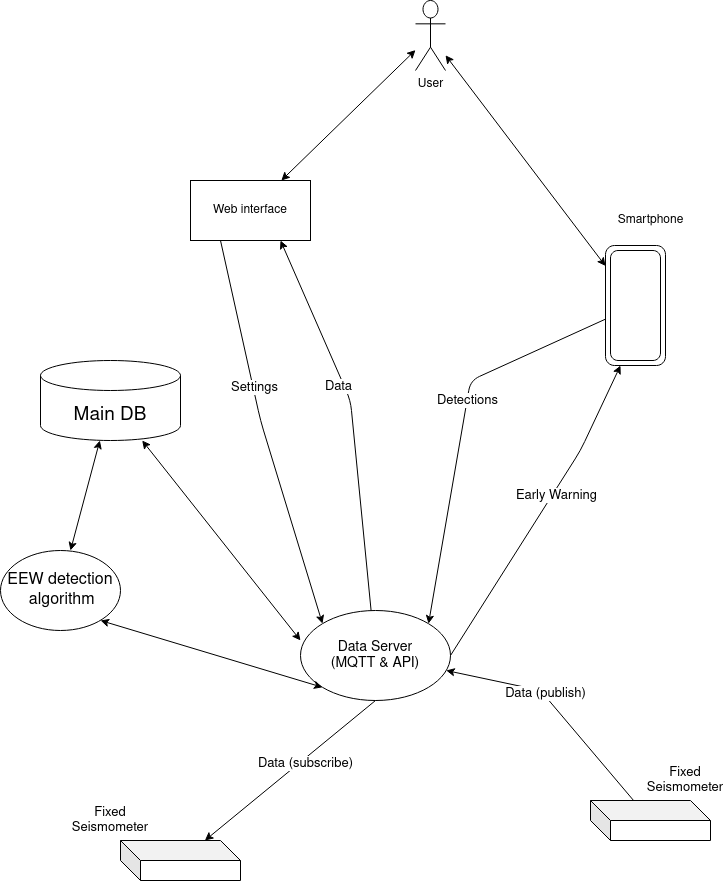 User
Web interface
Smartphone
Settings
Data
Detections
Main DB
Early Warning
EEW detection
algorithm
Data Server
(MQTT & API)
Data (publish)
Data (subscribe)
Fixed
Seismometer
Fixed
Seismometer